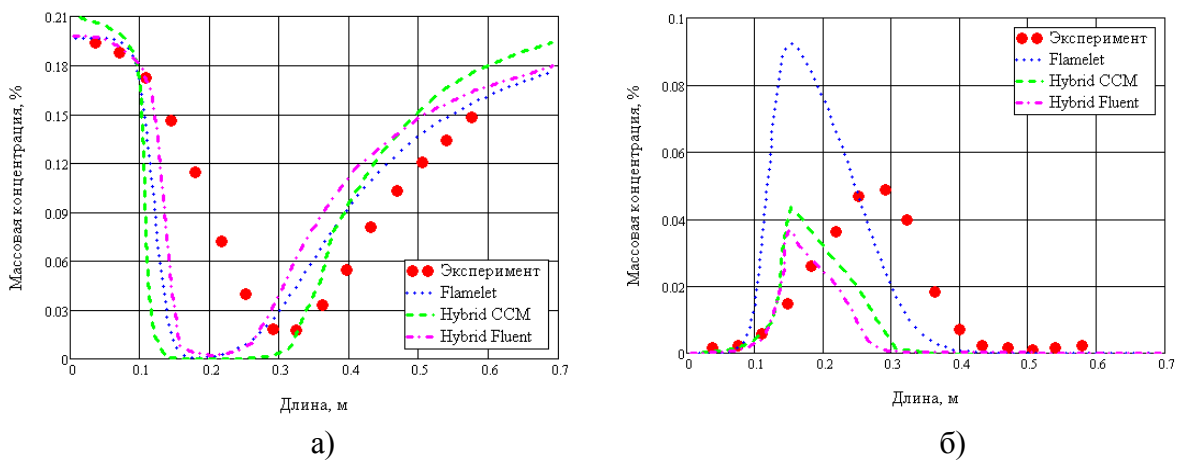 0.21
0.18
0.15
0.12
0.09
0.06
0.03
0
0
0.1
0.2
0.3
0.4
0.5
0.6
0.7
Массовая концентрация, %
Длина, м
Эксперимент
Flamelet
Hybrid CCM
Hybrid Fluent
а)
0.1
0.08
0.06
0.04
0.02
0
0
0.1
0.2
0.3
0.4
0.5
0.6
0.7
Массовая концентрация, %
Длина, м
Эксперимент
Flamelet
Hybrid CCM
Hybrid Fluent
б)